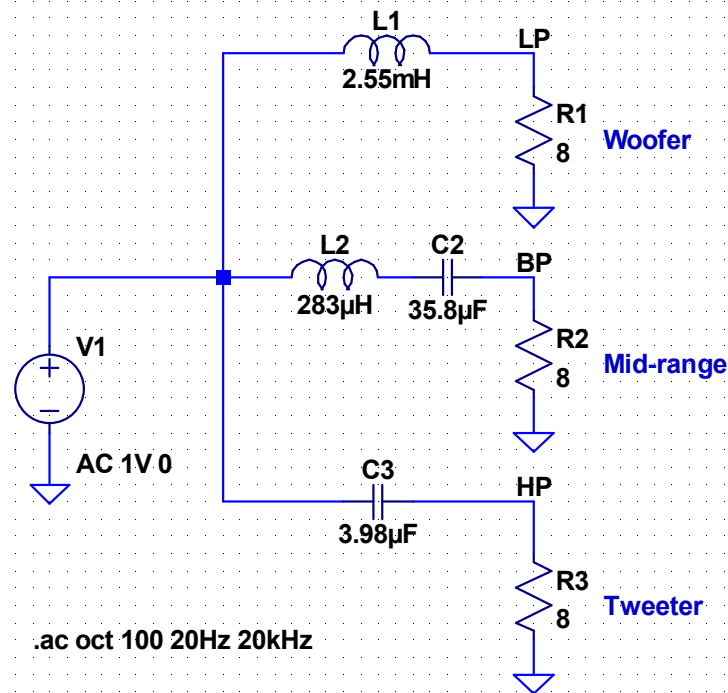 L1
LP
2.55mH
R1
8
Woofer
L2
C2
BP
283µH
35.8µF
V1
R2
8
Mid-range
AC 1V 0
C3
HP
3.98µF
R3
8
Tweeter
.ac oct 100 20Hz 20kHz